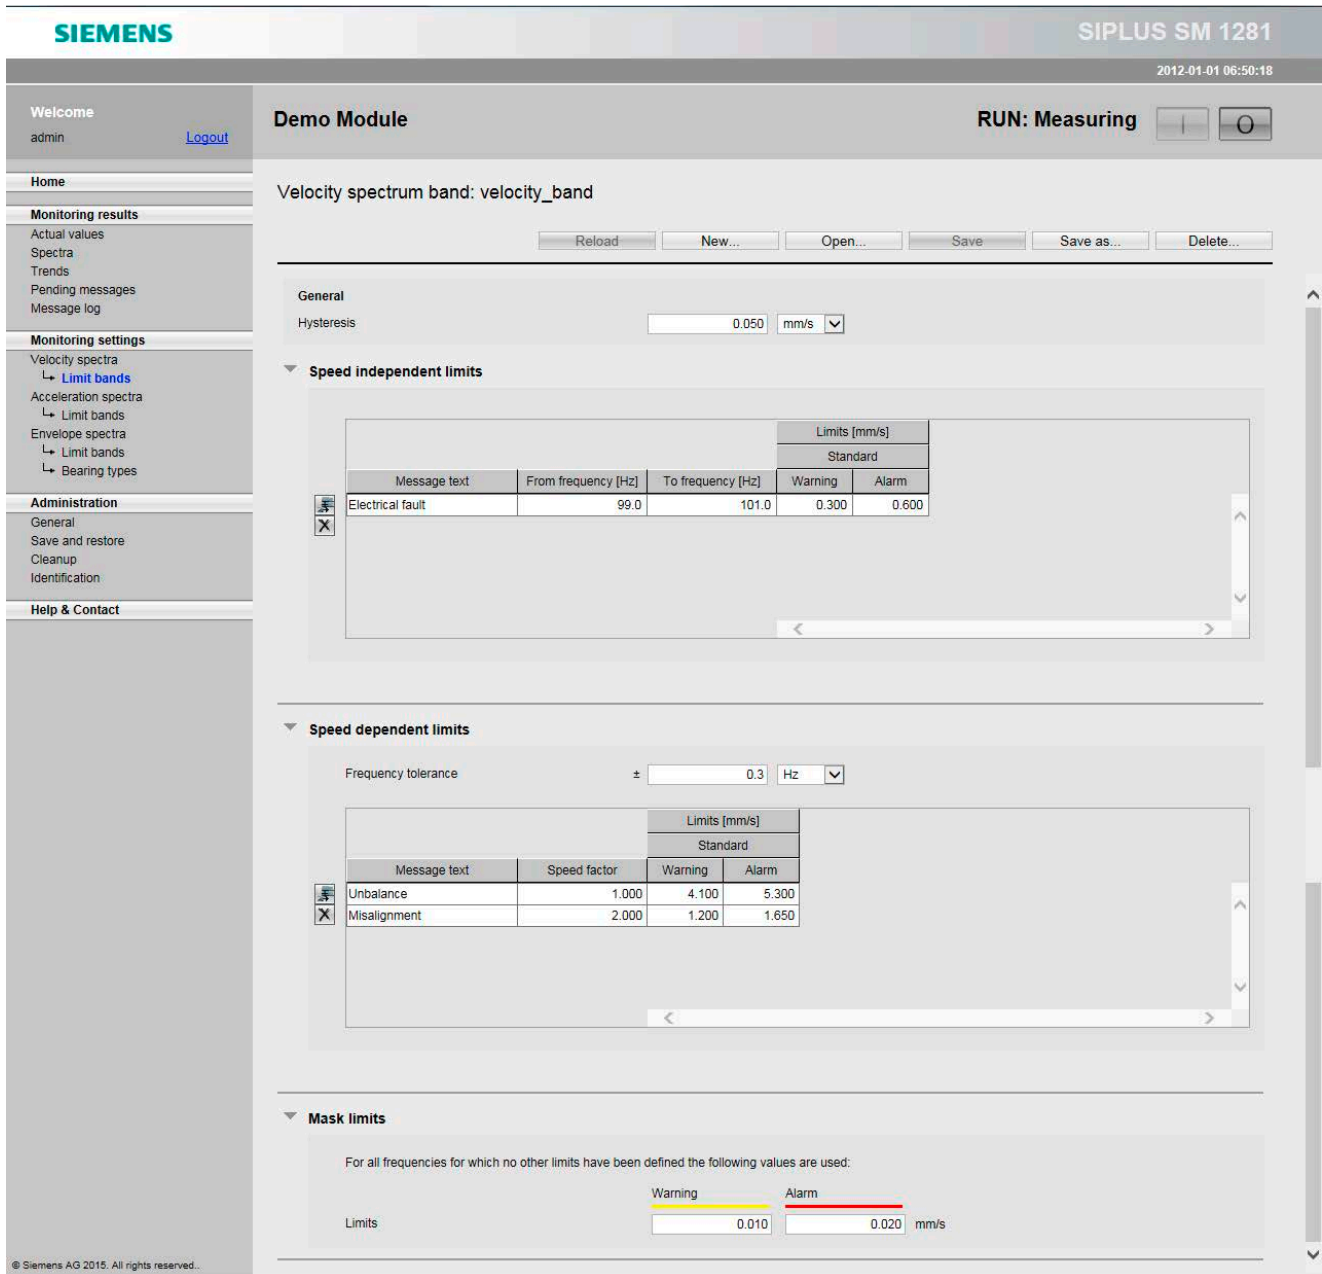 SIEMENS
SIPLUS SM 1281
2012-01-01 06:50:18
Welcome
admin Logout
Demo Module
RUN: Measuring I O
Home
Monitoring results
Actual values
Spectra
Trends
Pending messages
Message log
Monitoring settings
Velocity spectra
Limit bands
Acceleration spectra
Limit bands
Envelope spectra
Limit bands
Bearing types
Administration
General
Save and restore
Cleanup
Identification
Help & Contact
Velocity spectrum band: velocity_band
Reload New... Open... Save Save as... Delete...
General
Hysteresis 0.050 mm/s
Speed independent limits
Limits [mm/s]
Standard
Message text From frequency [Hz] To frequency [Hz] Warning Alarm
Electrical fault 99.0 101.0 0.300 0.600
Speed dependent limits
Frequency tolerance ± 0.3 Hz
Limits [mm/s]
Standard
Message text Speed factor Warning Alarm
Unbalance 1.000 4.100 5.300
Misalignment 2.000 1.200 1.650
Mask limits
For all frequencies for which no other limits have been defined the following values are used:
Warning Alarm
Limits 0.010 0.020 mm/s
© Siemens AG 2015. All rights reserved..